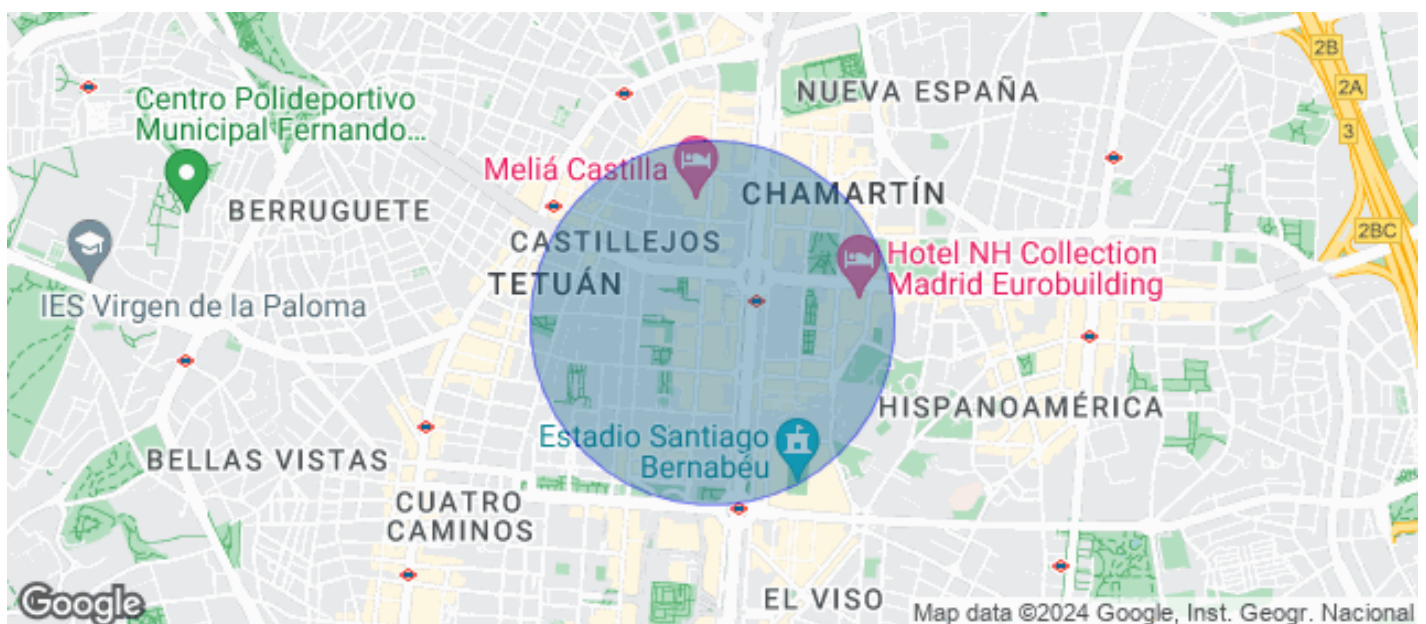 2B
2A
3
2BC
NUEVA ESPAÑA
Centro Polideportivo
Municipal Fernando...
Meliá Castilla
CHAMARTÍN
BERRUGUETE
CASTILLEJOS
TETUÁN
Hotel NH Collection
Madrid Eurobuilding
IES Virgen de la Paloma
HISPANOAMÉRICA
Estadio Santiago
Bernabéu
BELLAS VISTAS
CUATRO
CAMINOS
EL VISO
Google
Map data ©2024 Google, Inst. Geogr. Nacional